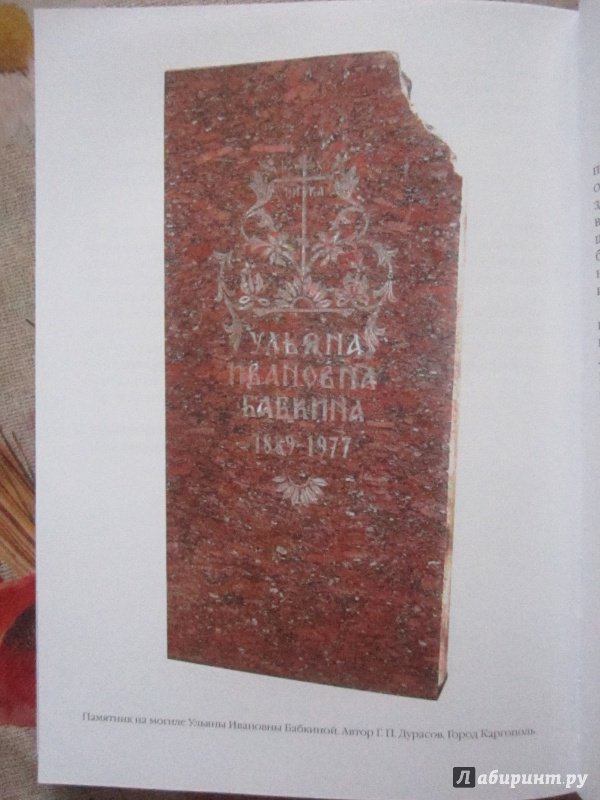 УЛЬЯНА
ИВАНОВНА
БАБКИНА
1889-1977
Памятник на могиле Ульяны Ивановны Бабкиной. Автор Г. П. Дурасов. Город Каргополь
Лабиринт.ру